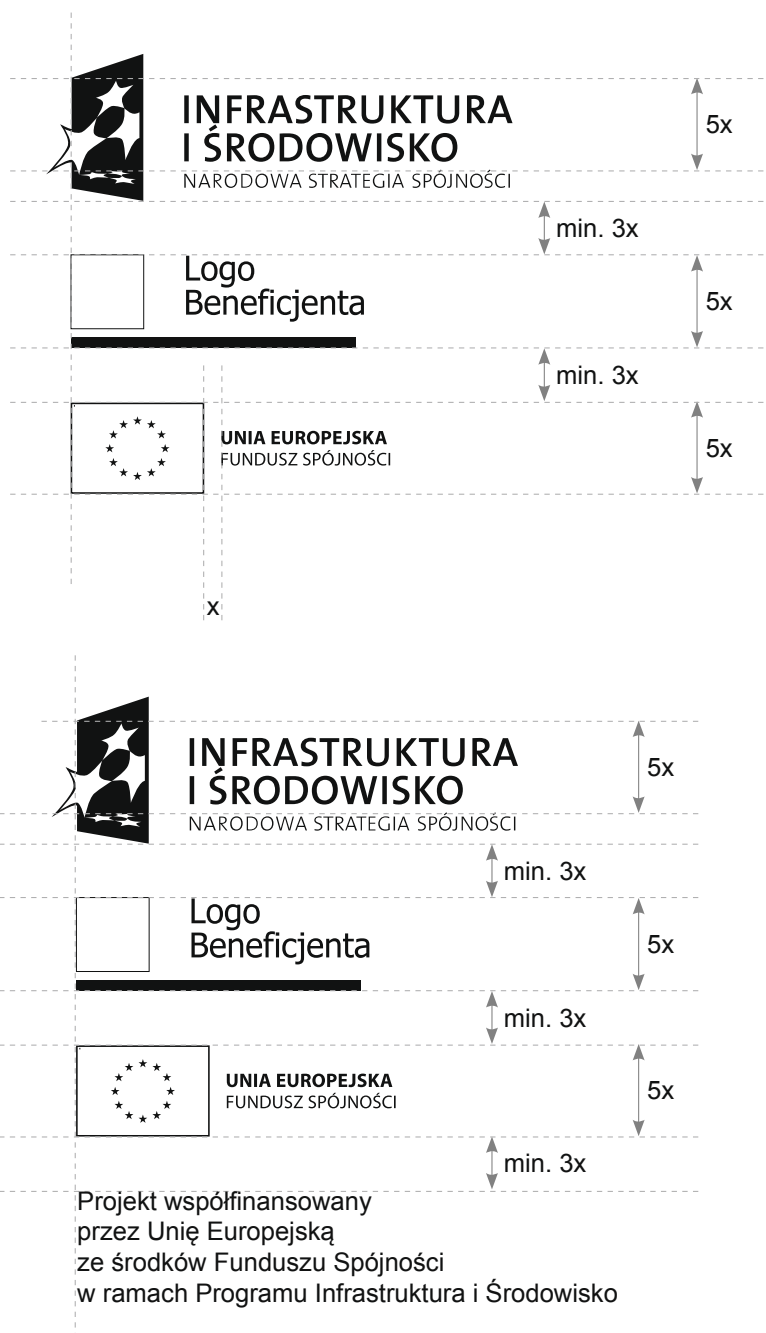 INFRASTRUKTURA
I ŚRODOWISKO
NARODOWA STRATEGIA SPÓJNOŚCI
5x
min. 3x
Logo
Beneficjenta
5x
min. 3x
UNIA EUROPEJSKA
FUNDUSZ SPÓJNOŚCI
5x
x
INFRASTRUKTURA
I ŚRODOWISKO
NARODOWA STRATEGIA SPÓJNOŚCI
5x
min. 3x
Logo
Beneficjenta
5x
min. 3x
UNIA EUROPEJSKA
FUNDUSZ SPÓJNOŚCI
5x
min. 3x
Projekt współfinansowany
przez Unię Europejską
ze środków Funduszu Spójności
w ramach Programu Infrastruktura i Środowisko